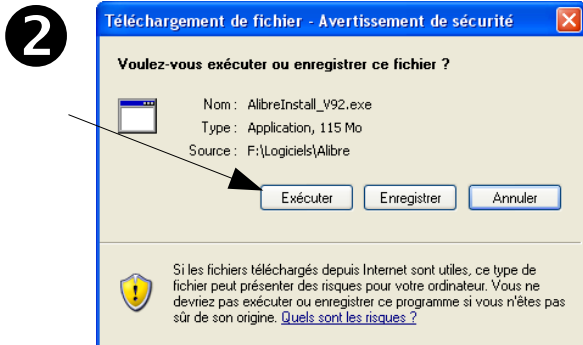 2
Téléchargement de fichier - Avertissement de sécurité
Voulez-vous exécuter ou enregistrer ce fichier ?
Nom : AlibreInstall_V92.exe
Type : Application, 115 Mo
Source : F:\Logiciels\Alibre
Exécuter Enregistrer Annuler
Si les fichiers téléchargés depuis Internet sont utiles, ce type de
fichier peut présenter des risques pour votre ordinateur. Vous ne
devriez pas exécuter ou enregistrer ce programme si vous n'êtes pas
sûr de son origine. Quels sont les risques ?